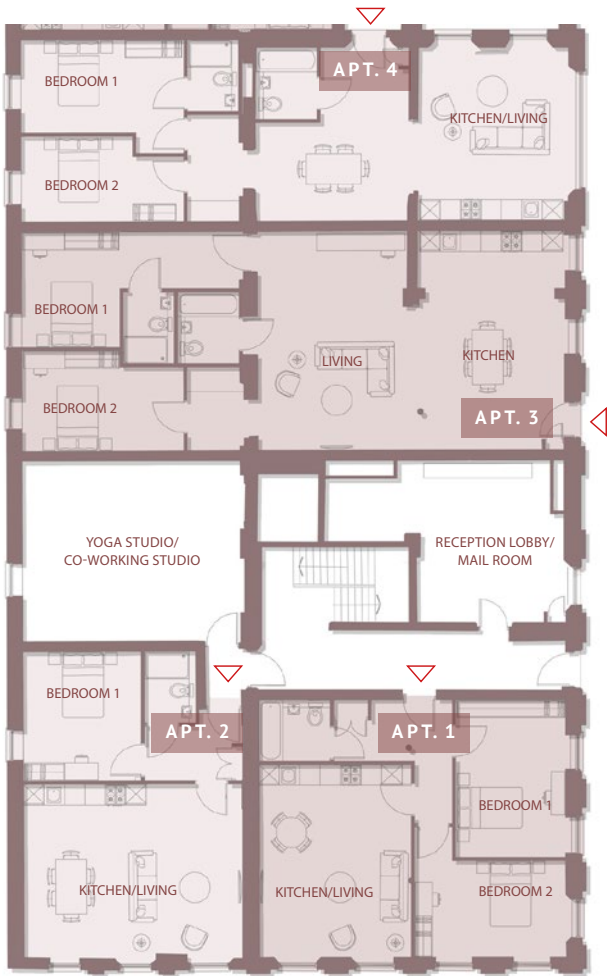 APT. 4
BEDROOM 1
KITCHEN/LIVING
BEDROOM 2
BEDROOM 1
LIVING
KITCHEN
BEDROOM 2
APT. 3
YOGA STUDIO/
CO-WORKING STUDIO
RECEPTION LOBBY/
MAIL ROOM
BEDROOM 1
APT. 2
APT. 1
BEDROOM 1
KITCHEN/LIVING
KITCHEN/LIVING
BEDROOM 2